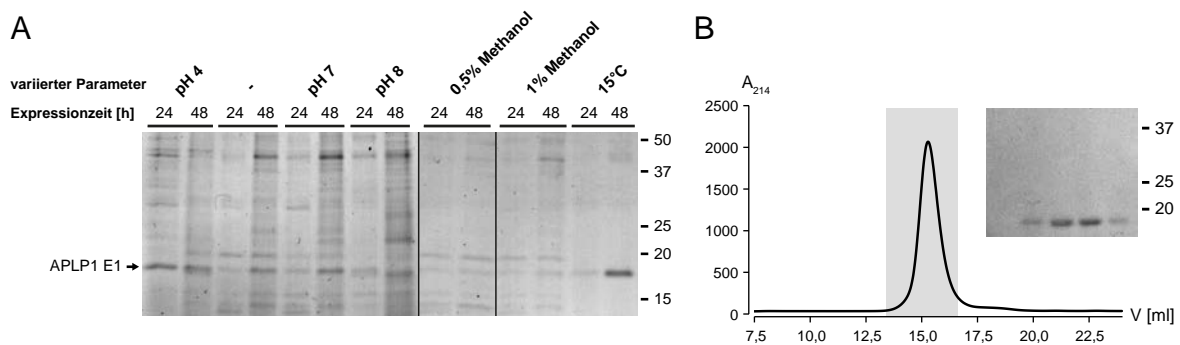 A
variierter Parameter
pH 4
-
pH 7
pH 8
0,5% Methanol
1% Methanol
15°C
Expressionzeit [h]
24 48 24 48 24 48 24 48 24 48 24 48 24 48
50
37
25
20
15
APLP1 E1
B
A214
2500
2000
1500
1000
500
0
7,5 10,0 12,5 15,0 17,5 20,0 22,5
V [ml]
37
25
20